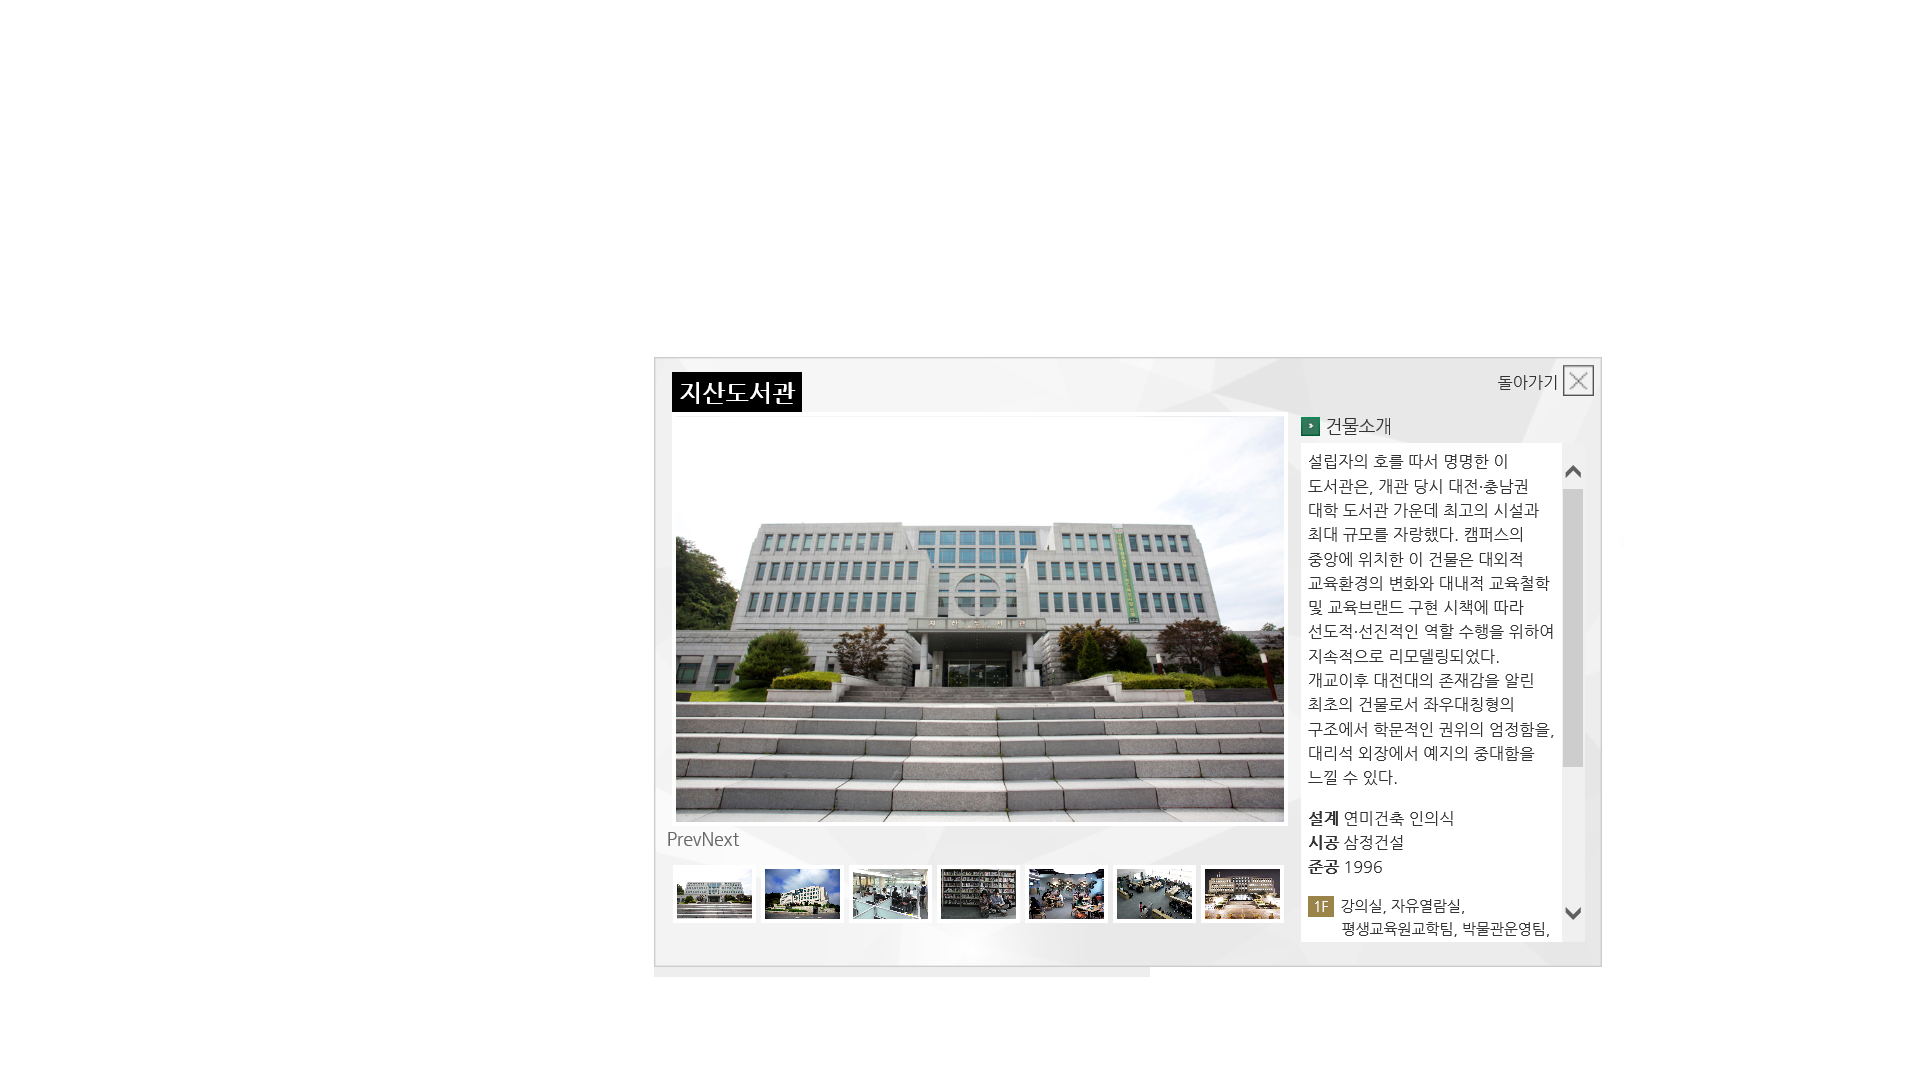 지산도서관
돌아가기
건물소개
설립자의 호를 따서 명명한 이
도서관은, 개관 당시 대전·충남권
대학 도서관 가운데 최고의 시설과
최대 규모를 자랑했다. 캠퍼스의
중앙에 위치한 이 건물은 대외적
교육환경의 변화와 대내적 교육철학
및 교육브랜드 구현 시책에 따라
선도적·선진적인 역할 수행을 위하여
지속적으로 리모델링되었다.
개교이후 대전대의 존재감을 알린
최초의 건물로서 좌우대칭형의
구조에서 학문적인 권위의 엄정함을,
대리석 외장에서 예지의 중대함을
느낄 수 있다.
설계 연미건축 인의식
시공 삼정건설
준공 1996
1F 강의실, 자유열람실,
평생교육원교학팀, 박물관운영팀,
지산도서관
PrevNext